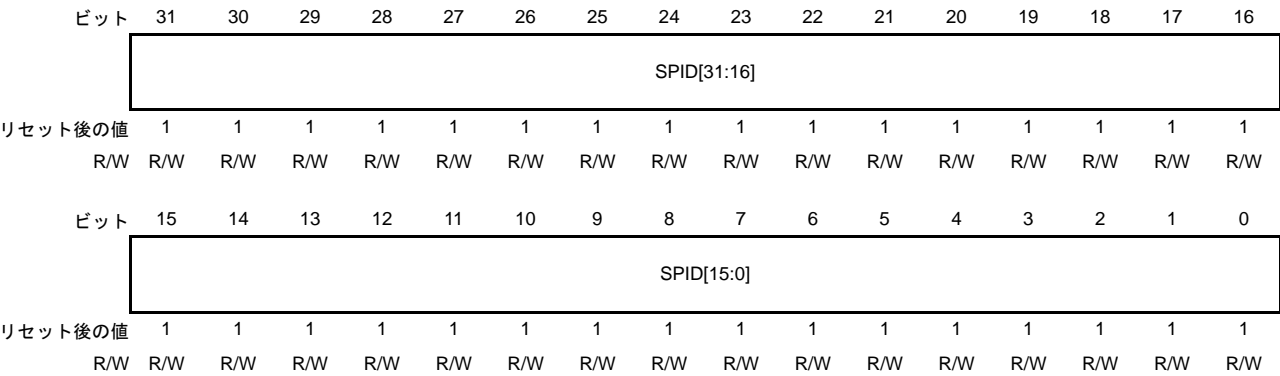 ビット 31 30 29 28 27 26 25 24 23 22 21 20 19 18 17 16
SPID[31:16]
リセット後の値 1 1 1 1 1 1 1 1 1 1 1 1 1 1 1 1
R/W R/W R/W R/W R/W R/W R/W R/W R/W R/W R/W R/W R/W R/W R/W R/W R/W
ビット 15 14 13 12 11 10 9 8 7 6 5 4 3 2 1 0
SPID[15:0]
リセット後の値 1 1 1 1 1 1 1 1 1 1 1 1 1 1 1 1
R/W R/W R/W R/W R/W R/W R/W R/W R/W R/W R/W R/W R/W R/W R/W R/W R/W